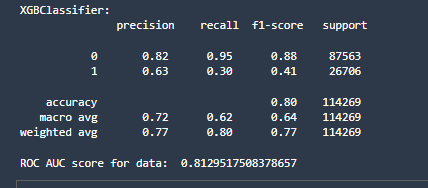 XGBClassifier:
precision recall f1-score support
0 0.82 0.95 0.88 87563
1 0.63 0.30 0.41 26706
accuracy 0.80 114269
macro avg 0.72 0.62 0.64 114269
weighted avg 0.77 0.80 0.77 114269
ROC AUC score for data: 0.8129517508378657